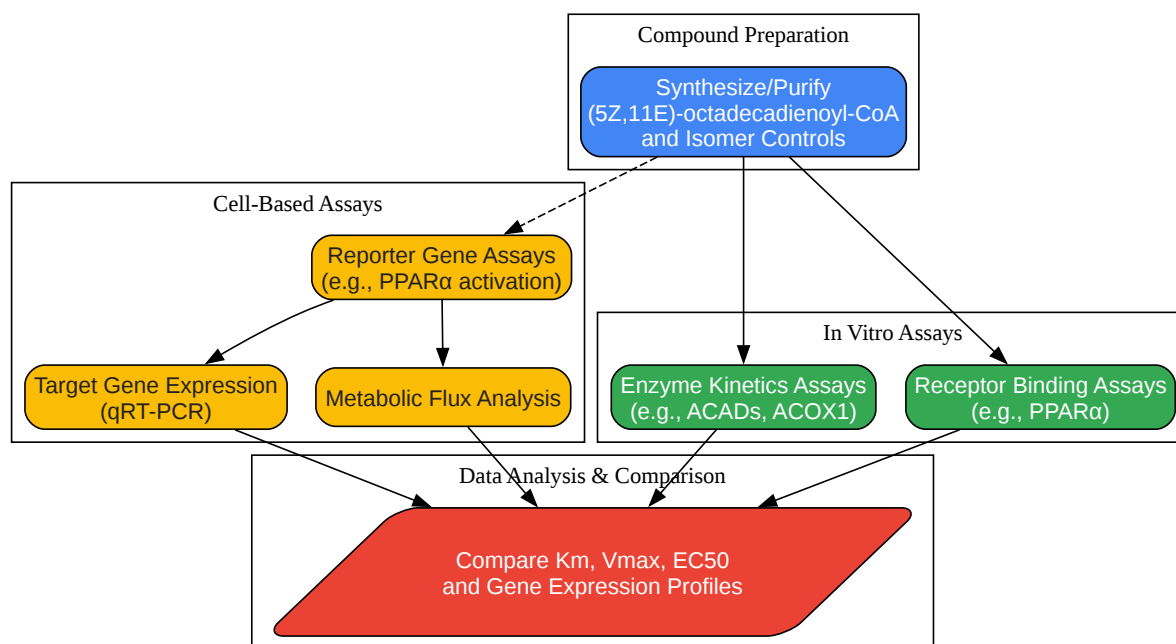 Compound Preparation
Synthesize/Purify
(5Z,11E)-octadecadienoyl-CoA
and Isomer Controls
Cell-Based Assays
Reporter Gene Assays
(e.g., PPARα activation)
Target Gene Expression
(qRT-PCR)
Metabolic Flux Analysis
In Vitro Assays
Enzyme Kinetics Assays
(e.g., ACADs, ACOX1)
Receptor Binding Assays
(e.g., PPARα)
Data Analysis & Comparison
Compare Km, Vmax, EC50
and Gene Expression Profiles